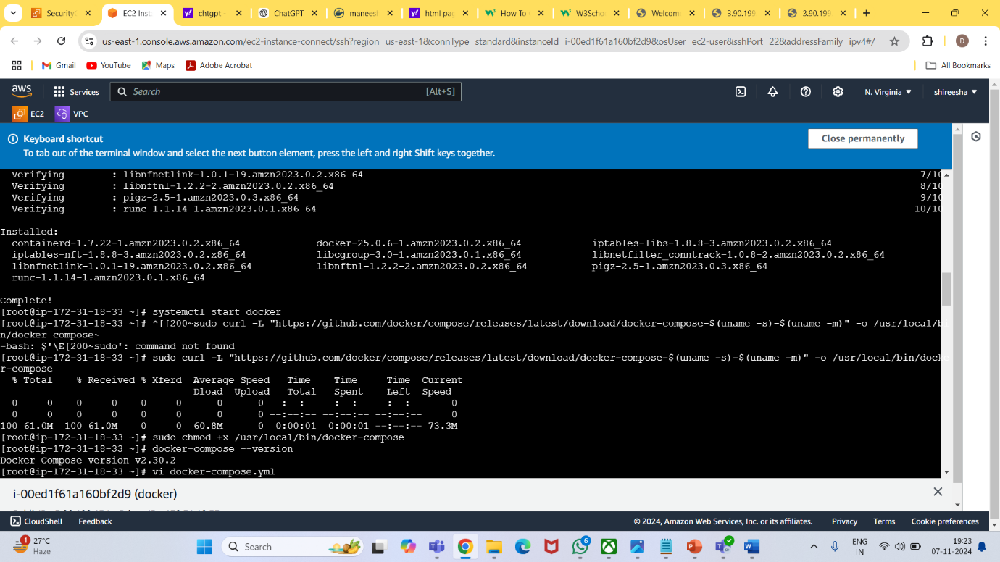 SecurityG
EC2 Inst
chtgpt -
ChatGPT
maneesh
html pag
How To
W3Scho
Welcom
3.90.199
3.90.199
us-east-1.console.aws.amazon.com/ec2-instance-connect/ssh?region=us-east-1&connType=standard&instanceId=i-00ed1f61a160bf2d9&osUser=ec2-user&sshPort=22&addressFamily=ipv4#/
D
Gmail
YouTube
Maps
Adobe Acrobat
All Bookmarks
aws
Services
Search
[Alt+S]
N. Virginia
shireesha
EC2
VPC
Keyboard shortcut
To tab out of the terminal window and select the next button element, press the left and right Shift keys together.
Close permanently
Verifying : libnfnetlink-1.0.1-19.amzn2023.0.2.x86_64 7/10
Verifying : libnftnl-1.2.2-2.amzn2023.0.2.x86_64 8/10
Verifying : pigz-2.5-1.amzn2023.0.3.x86_64 9/10
Verifying : runc-1.1.14-1.amzn2023.0.1.x86_64 10/10
Installed:
containerd-1.7.22-1.amzn2023.0.2.x86_64 docker-25.0.6-1.amzn2023.0.2.x86_64 iptables-libs-1.8.8-3.amzn2023.0.2.x86_64
iptables-nft-1.8.8-3.amzn2023.0.2.x86_64 libcgroup-3.0-1.amzn2023.0.1.x86_64 libnetfilter_conntrack-1.0.8-2.amzn2023.0.2.x86_64
libnfnetlink-1.0.1-19.amzn2023.0.2.x86_64 libnftnl-1.2.2-2.amzn2023.0.2.x86_64 pigz-2.5-1.amzn2023.0.3.x86_64
runc-1.1.14-1.amzn2023.0.1.x86_64
Complete!
[root@ip-172-31-18-33 ~]# systemctl start docker
[root@ip-172-31-18-33 ~]# ^[[200~sudo curl -L "https://github.com/docker/compose/releases/latest/download/docker-compose-$(uname -s)-$(uname -m)" -o /usr/local/bi
n/docker-compose~
-bash: $'\E[200~sudo': command not found
[root@ip-172-31-18-33 ~]# sudo curl -L "https://github.com/docker/compose/releases/latest/download/docker-compose-$(uname -s)-$(uname -m)" -o /usr/local/bin/docke
r-compose
% Total % Received % Xferd Average Speed Time Time Time Current
Dload Upload Total Spent Left Speed
0 0 0 0 0 0 0 0 --:--:-- --:--:-- --:--:-- 0
0 0 0 0 0 0 0 0 --:--:-- --:--:-- --:--:-- 0
100 61.0M 100 61.0M 0 0 60.8M 0 0:00:01 0:00:01 --:--:-- 73.3M
[root@ip-172-31-18-33 ~]# sudo chmod +x /usr/local/bin/docker-compose
[root@ip-172-31-18-33 ~]# docker-compose --version
Docker Compose version v2.30.2
[root@ip-172-31-18-33 ~]# vi docker-compose.yml
i-00ed1f61a160bf2d9 (docker)
CloudShell
Feedback
© 2024, Amazon Web Services, Inc. or its affiliates.
Privacy
Terms
Cookie preferences
1
27°C
Haze
Search
6
ENG
IN
19:23
07-11-2024